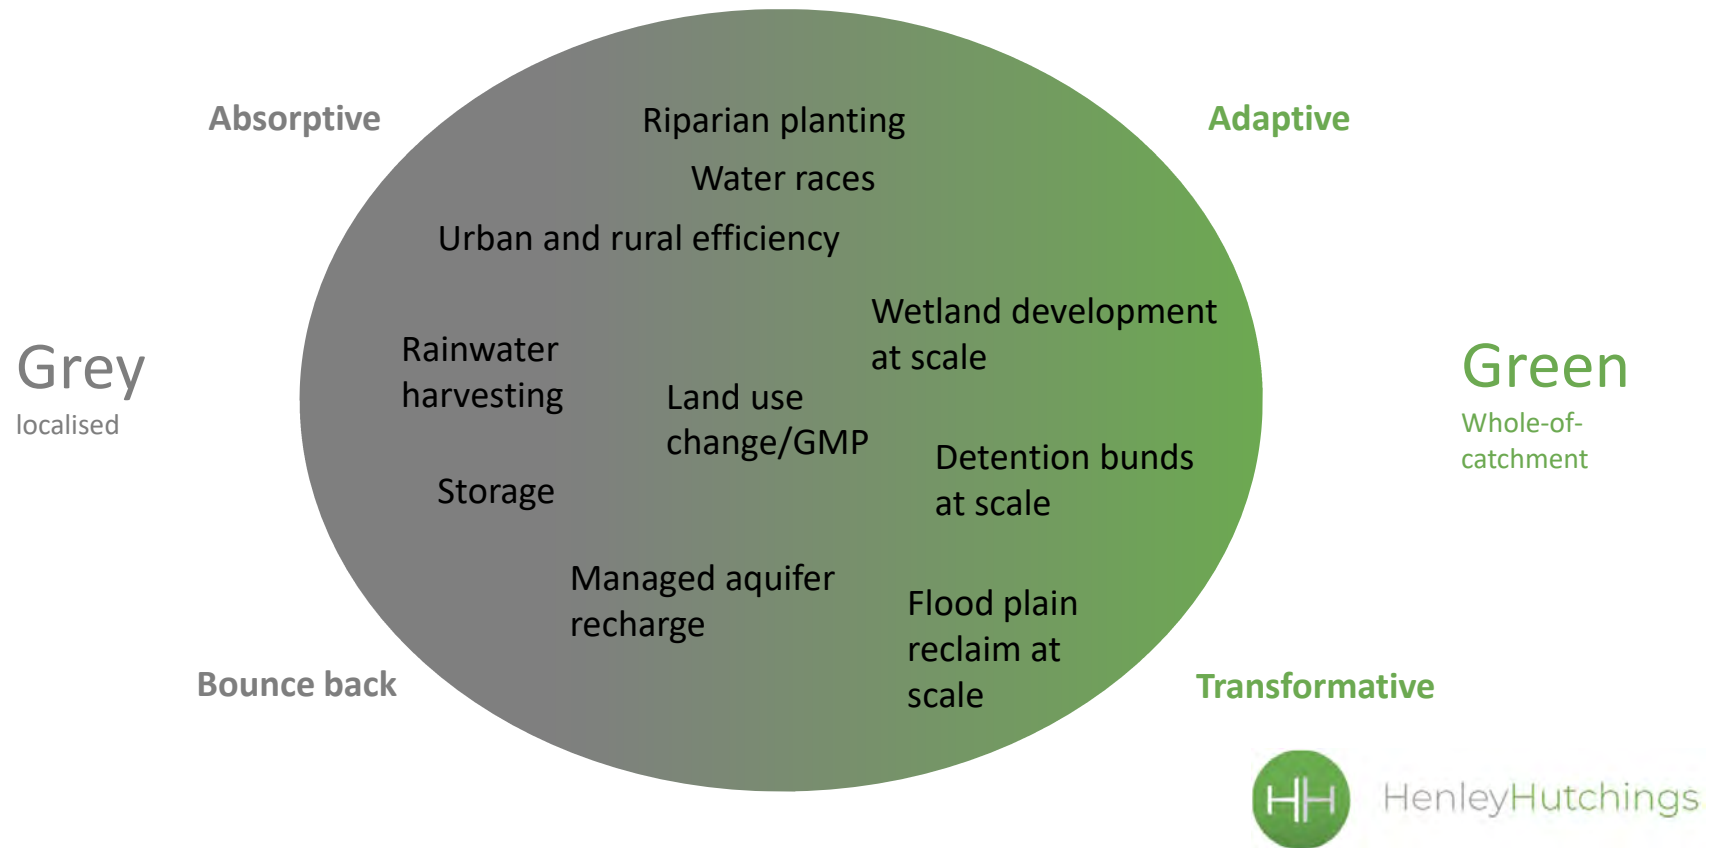 Absorptive
Riparian planting
Adaptive
Water races
Urban and rural efficiency
Wetland development
at scale
Rainwater
harvesting
Grey
localised
Land use
change/GMP
Green
Whole-of-
catchment
Detention bunds
at scale
Storage
Managed aquifer
recharge
Flood plain
reclaim at
scale
Bounce back
Transformative
HH HenleyHutchings